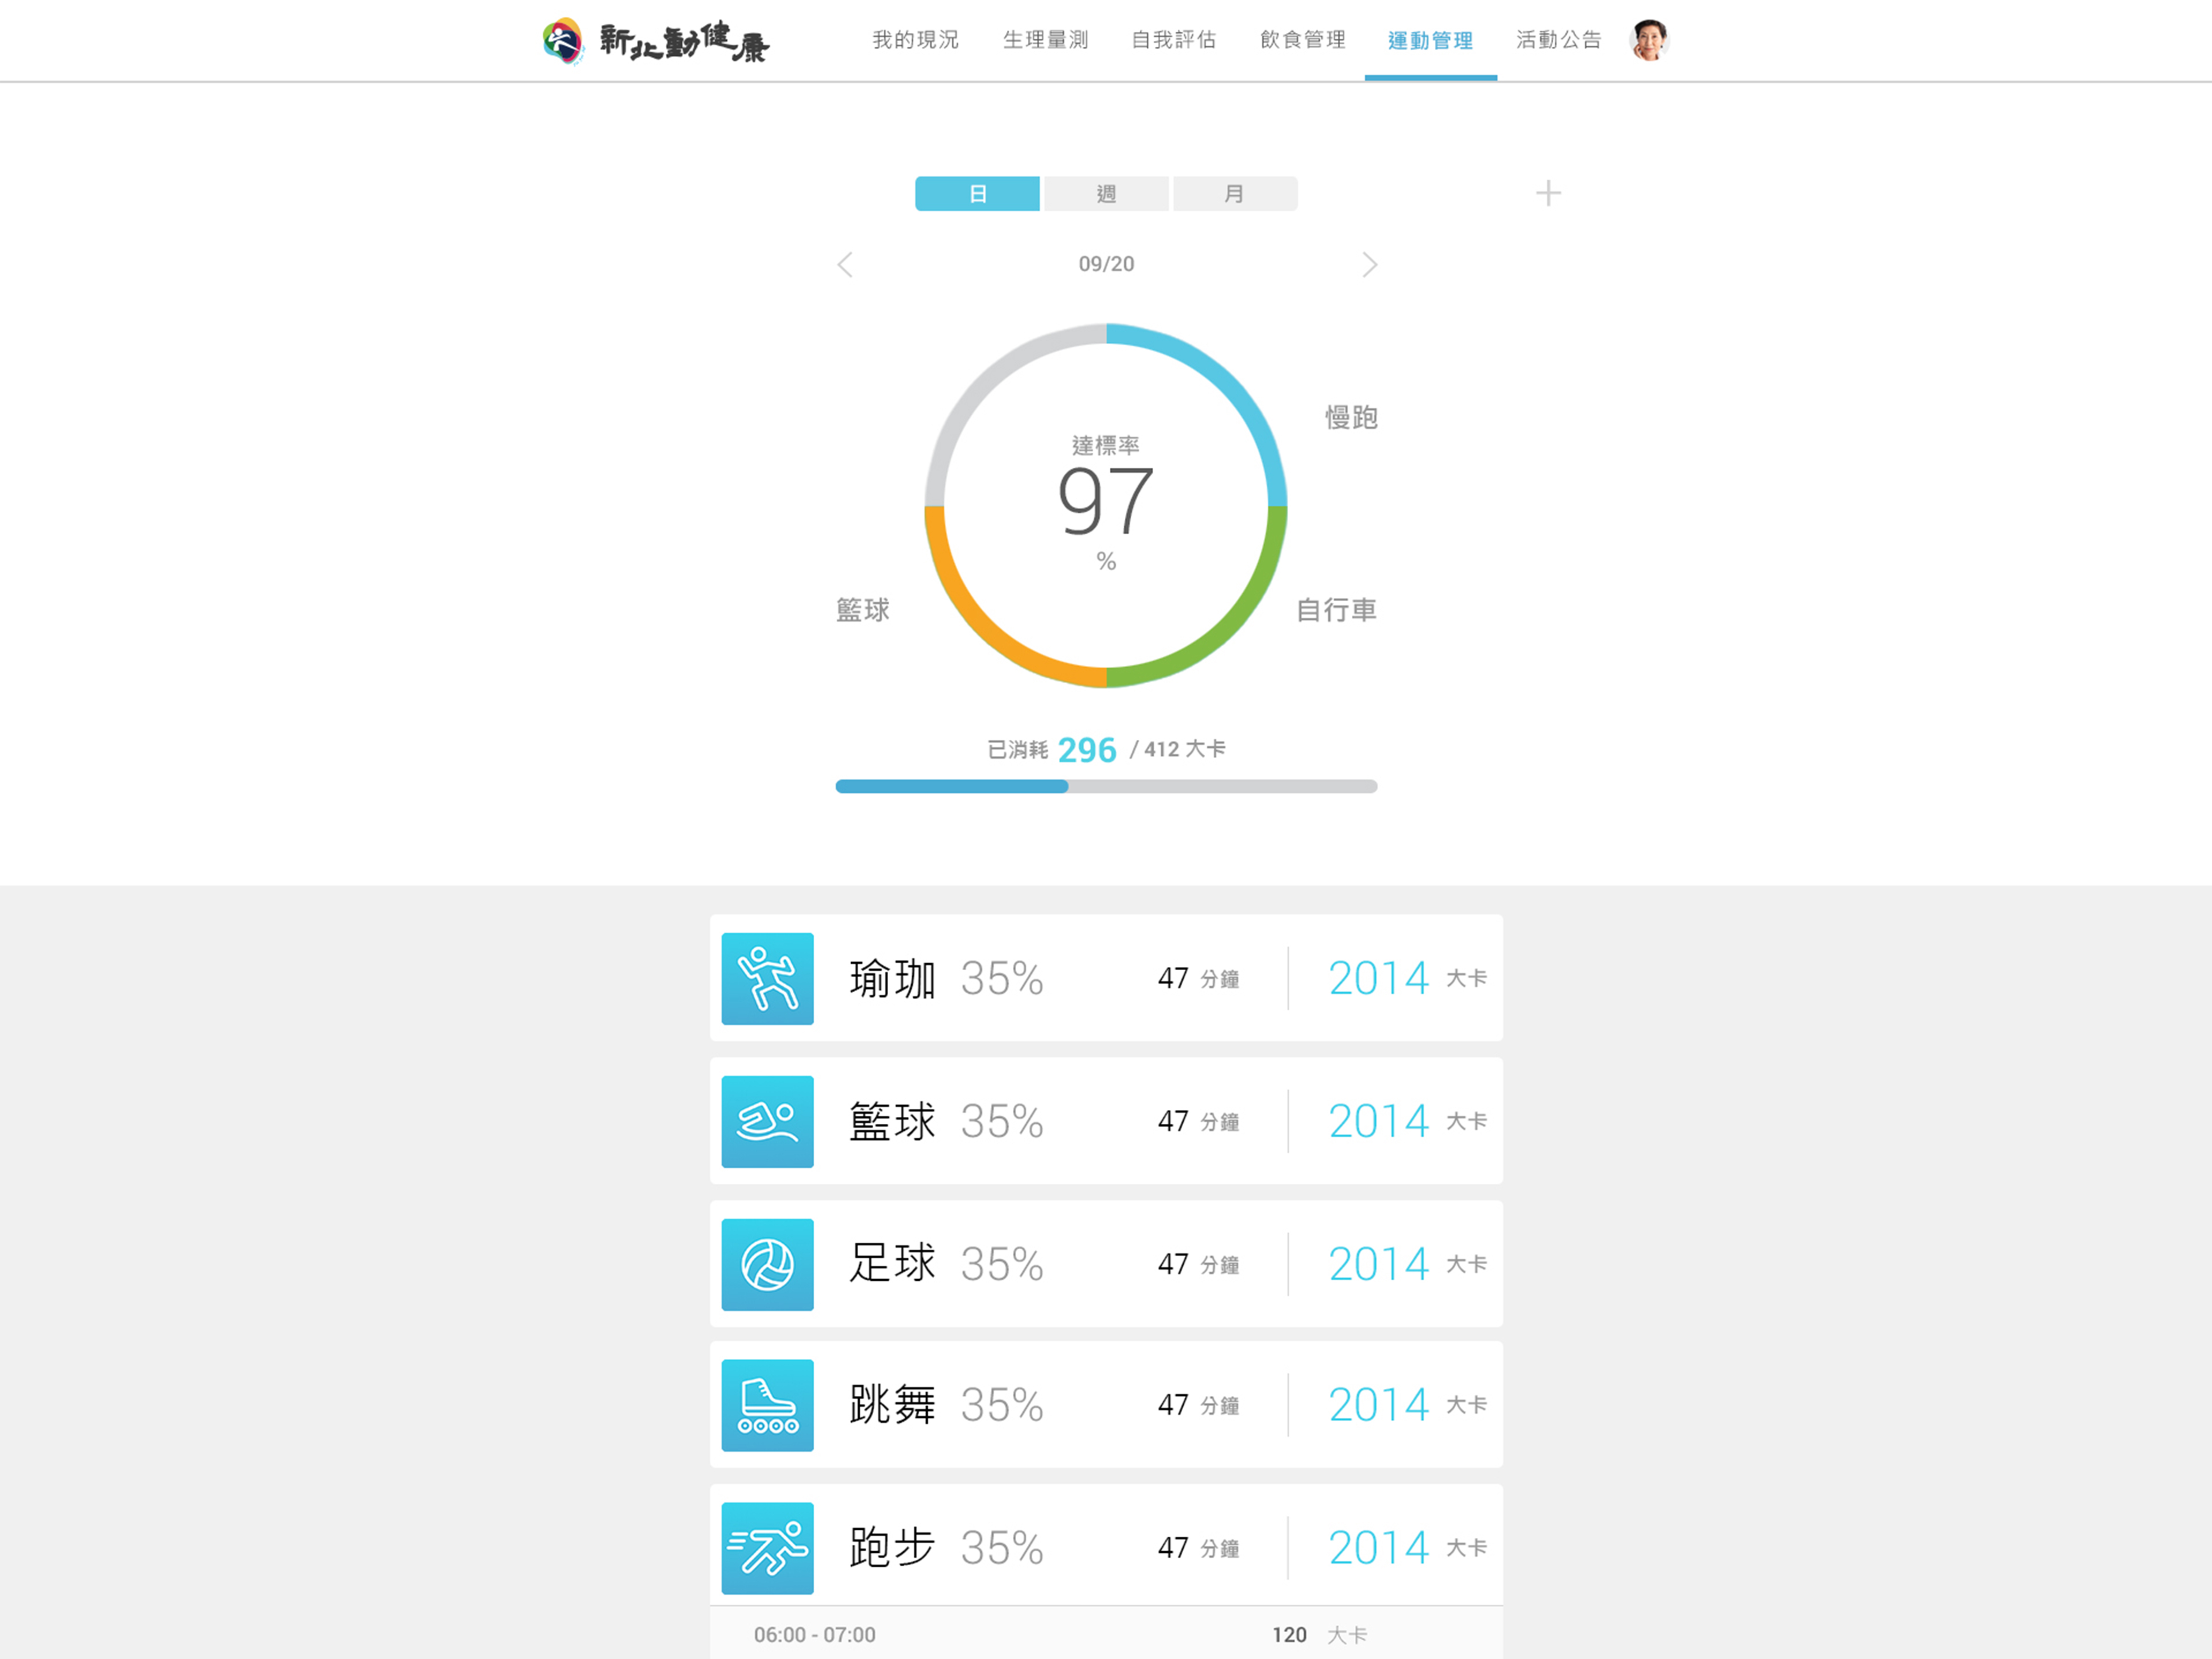 新北動健康
我的現況 生理量測 自我評估 飲食管理 運動管理 活動公告
日 週 月
09/20
慢跑
達標率
97
%
籃球 自行車
已消耗 296 / 412 大卡
瑜珈 35% 47 分鐘 2014 大卡
籃球 35% 47 分鐘 2014 大卡
足球 35% 47 分鐘 2014 大卡
跳舞 35% 47 分鐘 2014 大卡
跑步 35% 47 分鐘 2014 大卡
06:00 - 07:00 120 大卡